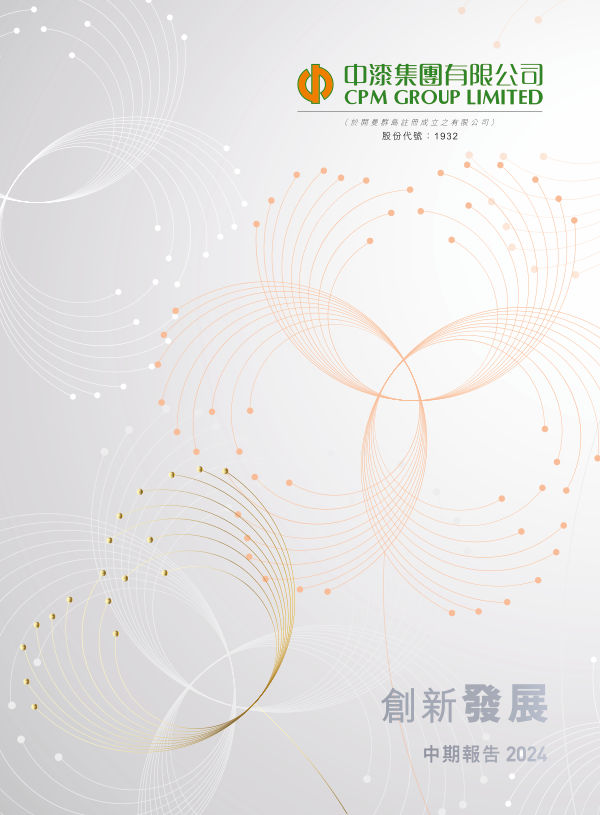 中漆集團有限公司
CPM GROUP LIMITED
（於開曼群島註冊成立之有限公司）
股份代號：1932
創新發展
中期報告 2024